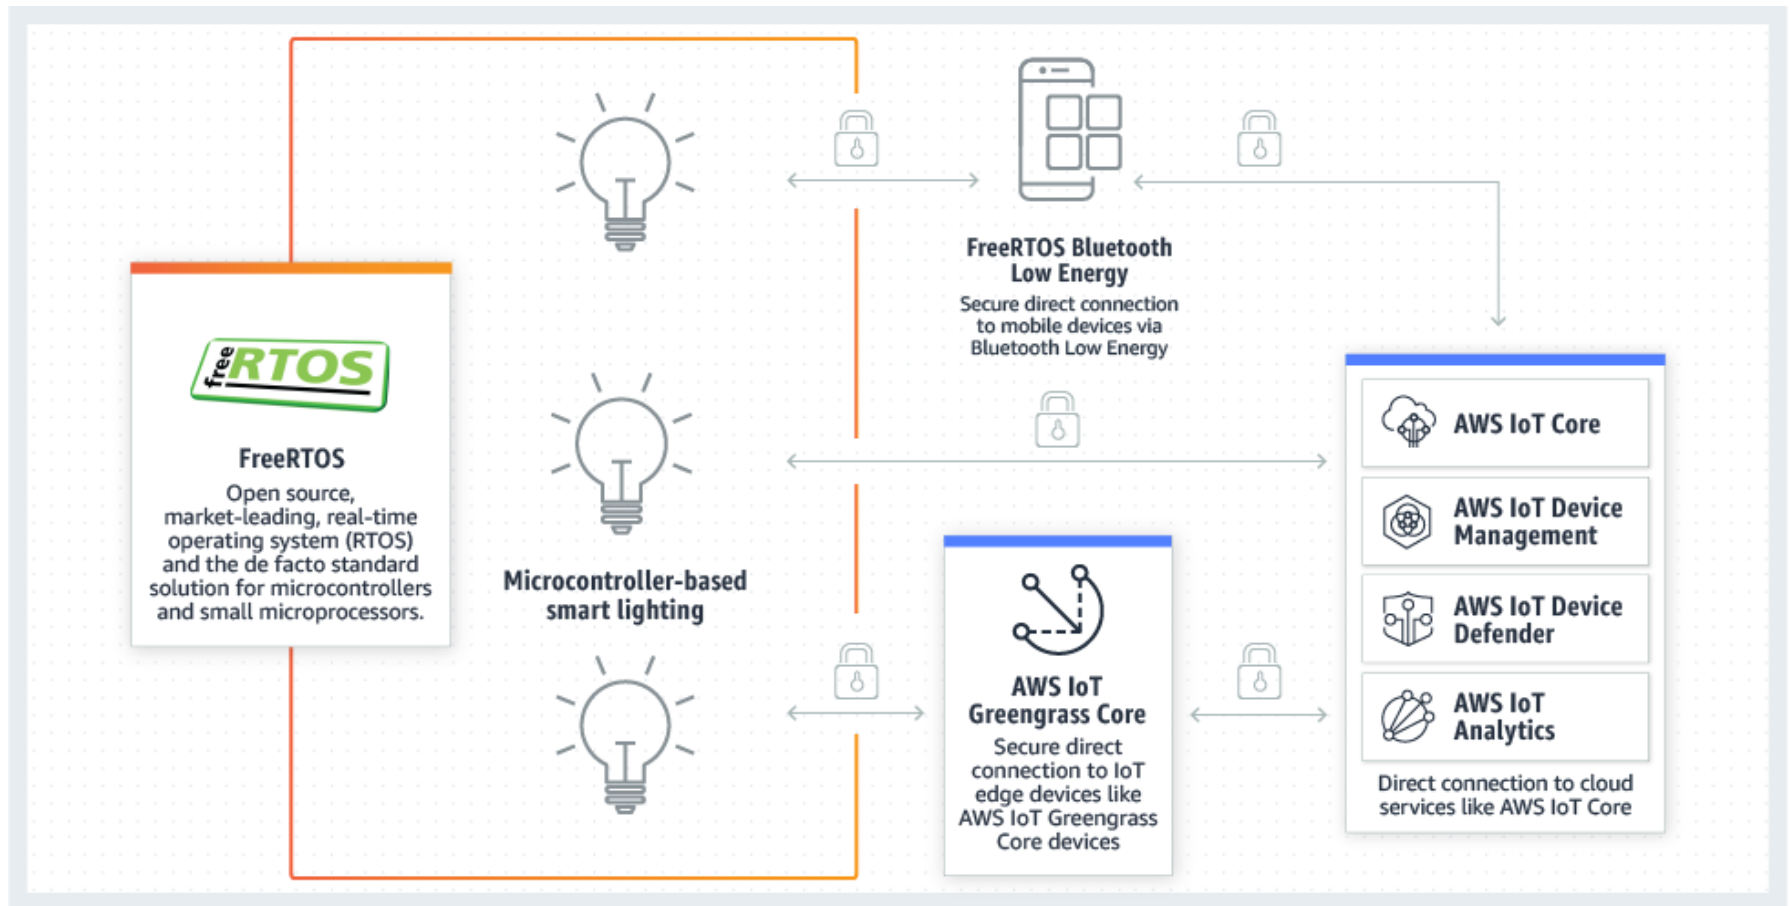 free
RTOS
FreeRTOS
Open source,
market-leading, real-time
operating system (RTOS)
and the de facto standard
solution for microcontrollers
and small microprocessors.
Microcontroller-based
smart lighting
FreeRTOS Bluetooth
Low Energy
Secure direct connection
to mobile devices via
Bluetooth Low Energy
AWS IoT
Greengrass Core
Secure direct
connection to IoT
edge devices like
AWS IoT Greengrass
Core devices
AWS IoT Core
AWS IoT Device
Management
AWS IoT Device
Defender
AWS IoT
Analytics
Direct connection to cloud
services like AWS IoT Core